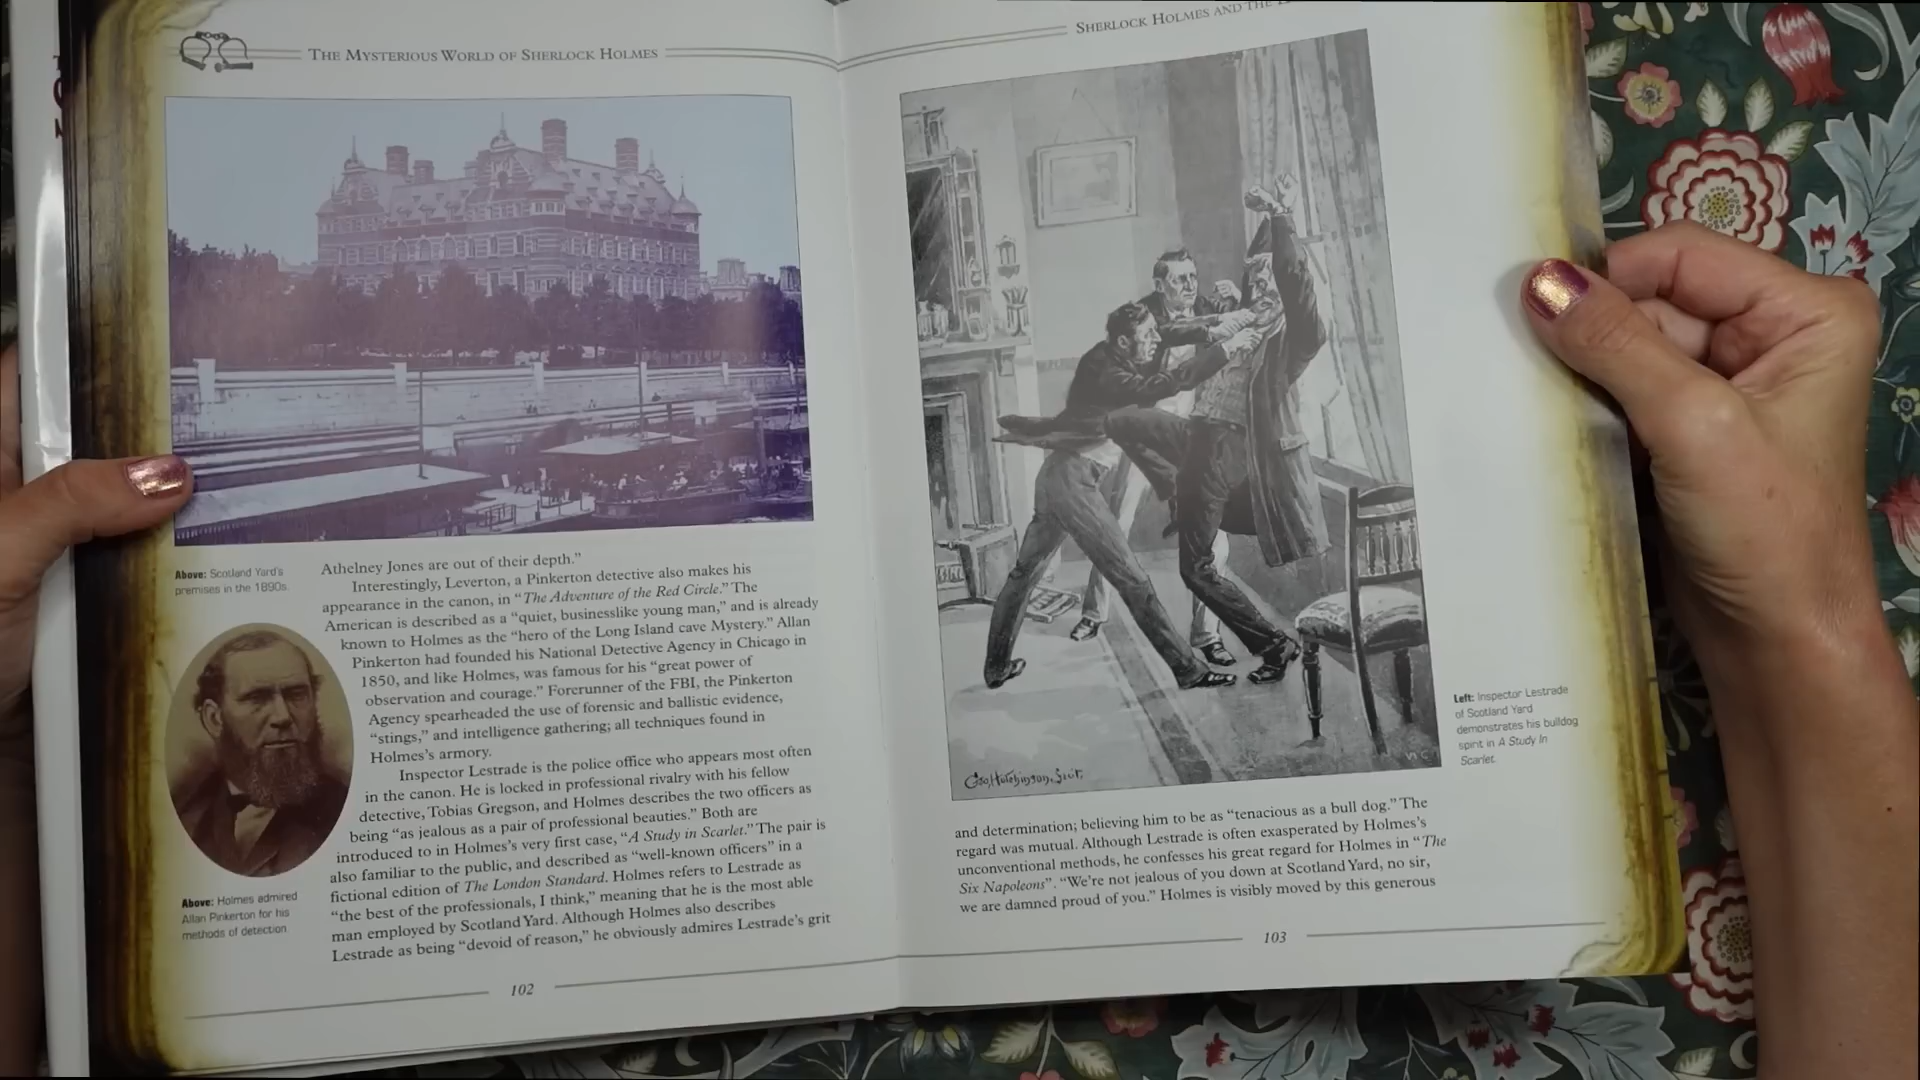 THE MYSTERIOUS WORLD OF SHERLOCK HOLMES
Above: Scotland Yard's
premises in the 1890s.
Athelney Jones are out of their depth."
Interestingly, Leverton, a Pinkerton detective also makes his
appearance in the canon, in "The Adventure of the Red Circle." The
American is described as a "quiet, businesslike young man," and is already
known to Holmes as the "hero of the Long Island cave Mystery." Allan
Pinkerton had founded his National Detective Agency in Chicago in
1850, and like Holmes, was famous for his "great power of
observation and courage." Forerunner of the FBI, the Pinkerton
Agency spearheaded the use of forensic and ballistic evidence,
"stings," and intelligence gathering; all techniques found in
Holmes's armory.
Inspector Lestrade is the police office who appears most often
in the canon. He is locked in professional rivalry with his fellow
detective, Tobias Gregson, and Holmes describes the two officers as
being "as jealous as a pair of professional beauties." Both are
introduced to in Holmes's very first case, "A Study in Scarlet." The pair is
also familiar to the public, and described as "well-known officers" in a
fictional edition of The London Standard. Holmes refers to Lestrade as
"the best of the professionals, I think," meaning that he is the most able
man employed by Scotland Yard. Although Holmes also describes
Lestrade as being "devoid of reason," he obviously admires Lestrade's grit
Above: Holmes admired
Allan Pinkerton for his
methods of detection.
102
SHERLOCK HOLMES AND THE
Geo. Hutchinson, Scit,
Left: Inspector Lestrade
of Scotland Yard
demonstrates his bulldog
spirit in A Study In
Scarlet.
and determination; believing him to be as "tenacious as a bull dog." The
regard was mutual. Although Lestrade is often exasperated by Holmes's
unconventional methods, he confesses his great regard for Holmes in "The
Six Napoleons". "We're not jealous of you down at Scotland Yard, no sir,
we are damned proud of you." Holmes is visibly moved by this generous
103